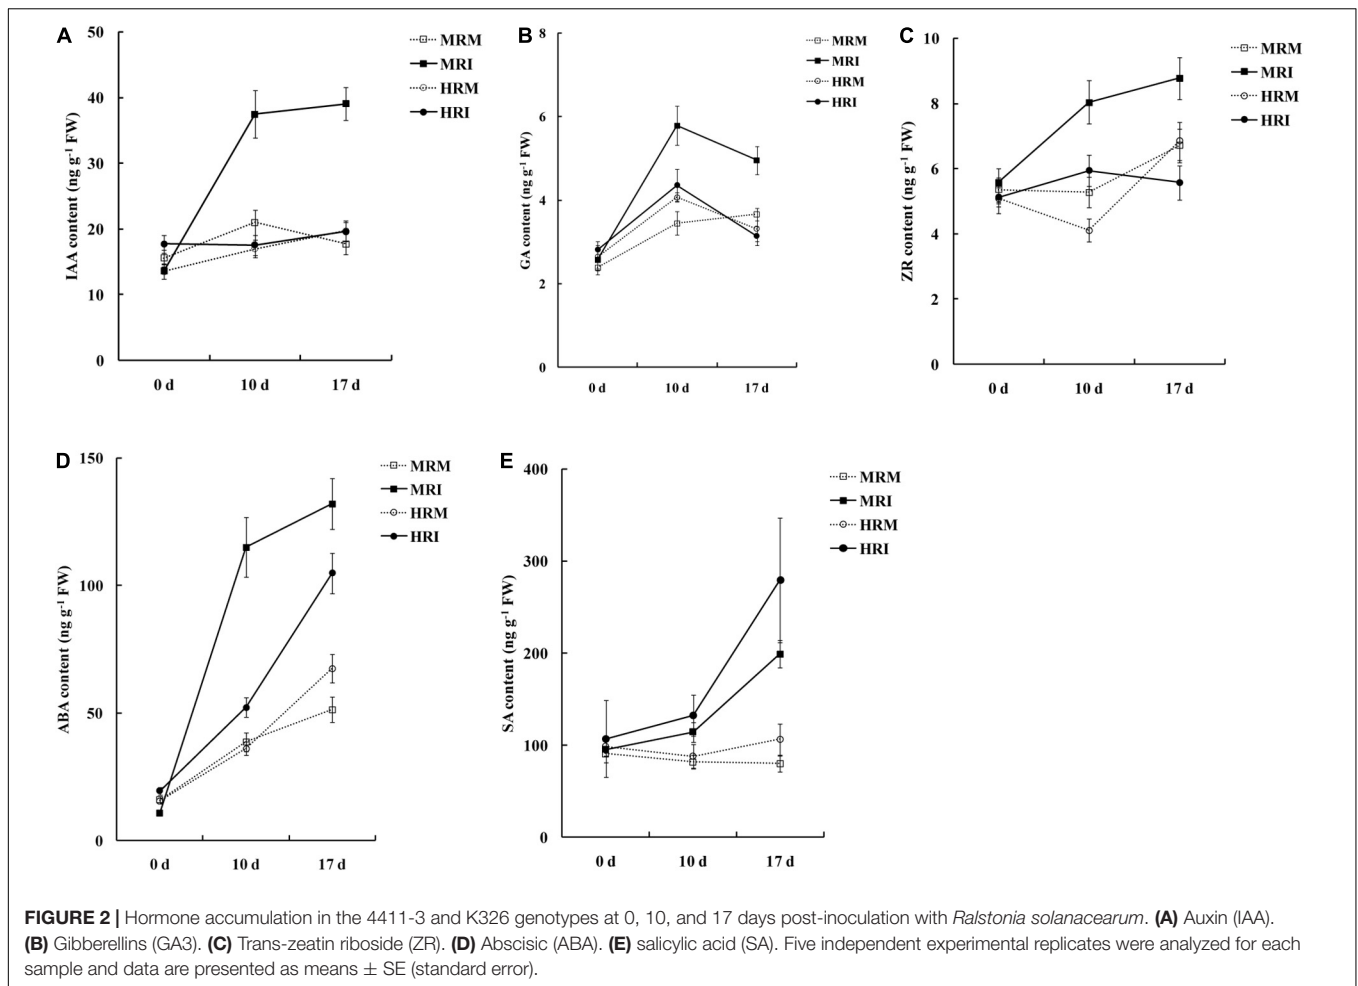 A
50
40
30
20
10
0
IAA content (ng g-1 FW)
0 d 10 d 17 d
MRM
MRI
HRM
HRI
B
8
6
4
2
0
GA content (ng g-1 FW)
0 d 10 d 17 d
MRM
MRI
HRM
HRI
C
10
8
6
4
2
0
ZR content (ng g-1 FW)
0 d 10 d 17 d
MRM
MRI
HRM
HRI
D
150
100
50
0
ABA content (ng g-1 FW)
0 d 10 d 17 d
MRM
MRI
HRM
HRI
E
400
300
200
100
0
SA content (ng g-1 FW)
0 d 10 d 17 d
MRM
MRI
HRM
HRI
FIGURE 2 | Hormone accumulation in the 4411-3 and K326 genotypes at 0, 10, and 17 days post-inoculation with Ralstonia solanacearum. (A) Auxin (IAA).
(B) Gibberellins (GA3). (C) Trans-zeatin riboside (ZR). (D) Abscisic (ABA). (E) salicylic acid (SA). Five independent experimental replicates were analyzed for each
sample and data are presented as means ± SE (standard error).